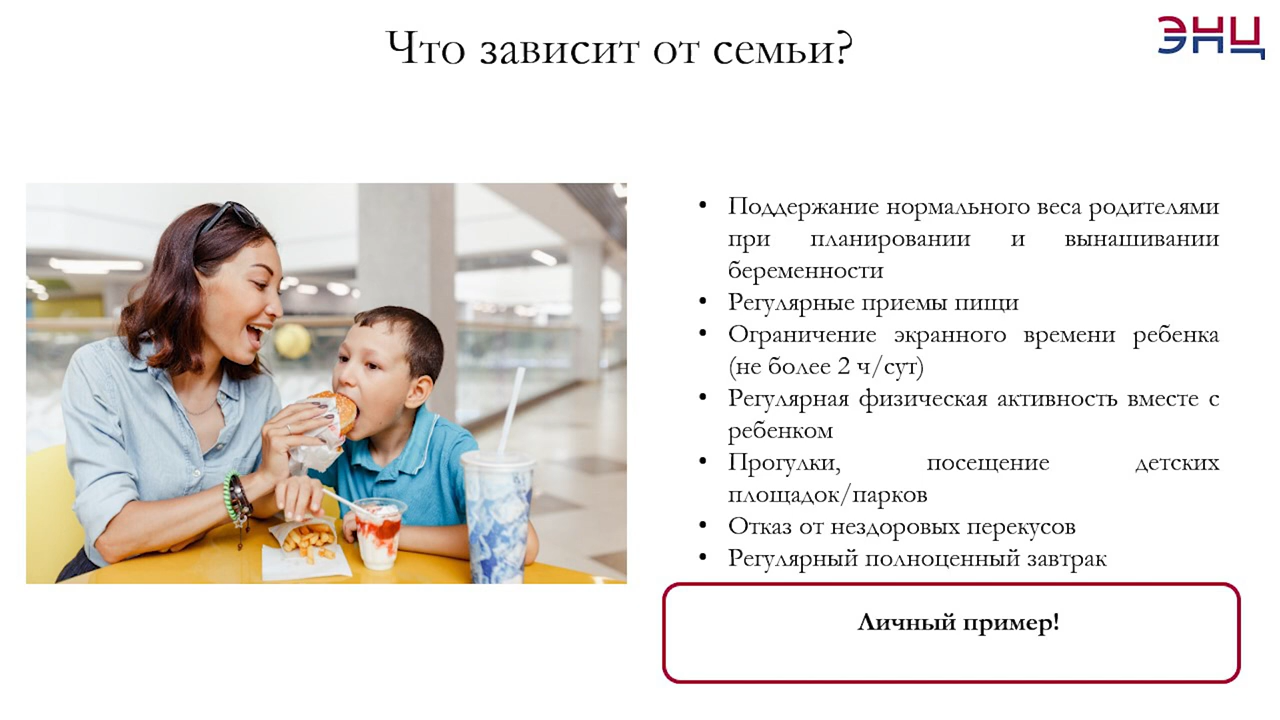 Что зависит от семьи?
ЭНЦ
• Поддержание нормального веса родителями
при планировании и вынашивании
беременности
• Регулярные приемы пищи
• Ограничение экранного времени ребенка
(не более 2 ч/сут)
• Регулярная физическая активность вместе с
ребенком
• Прогулки, посещение детских
площадок/парков
• Отказ от нездоровых перекусов
• Регулярный полноценный завтрак
Личный пример!